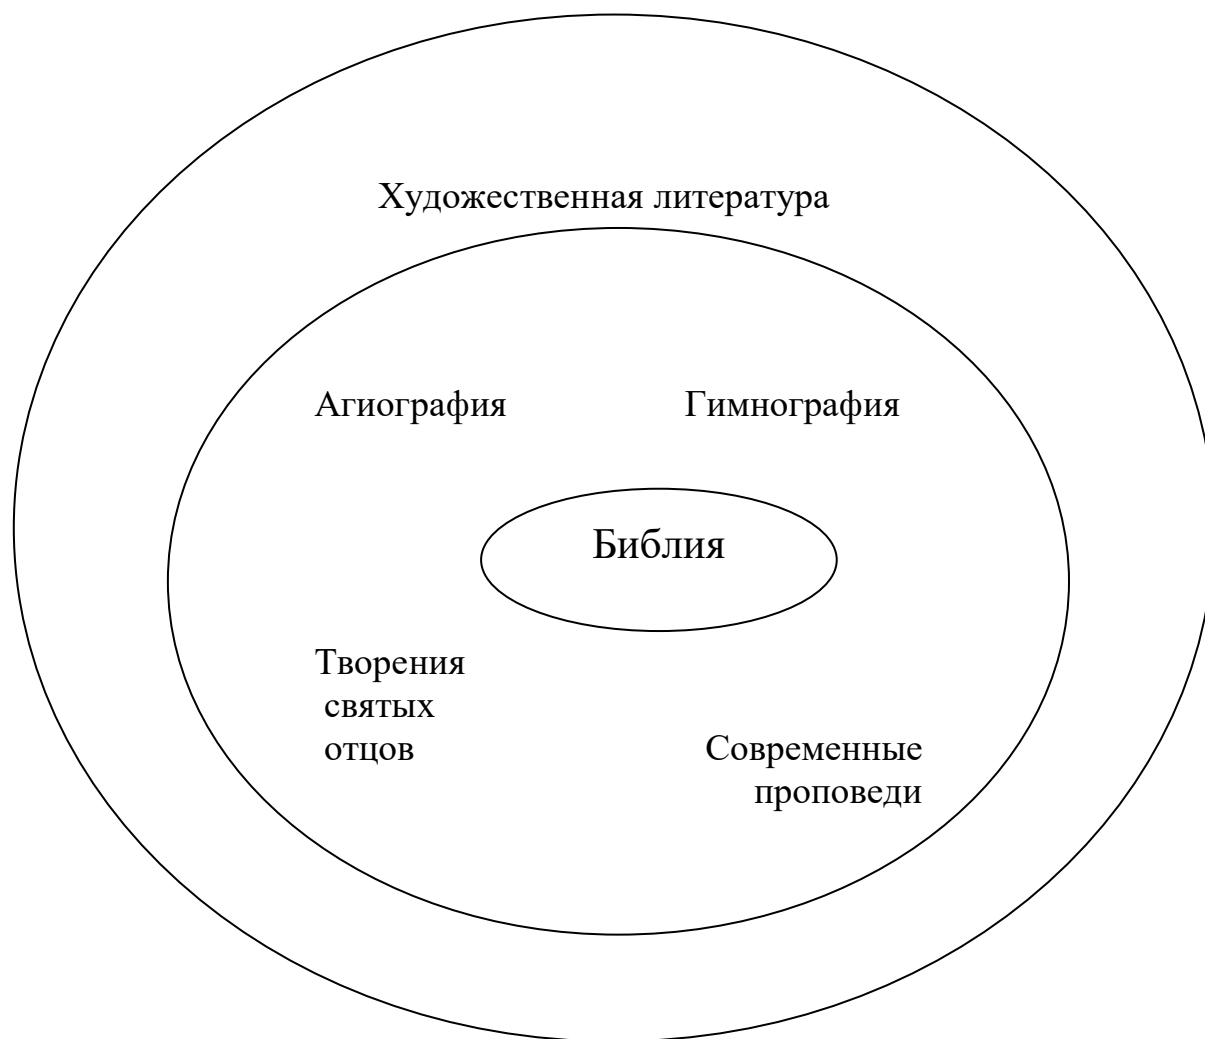 Художественная литература
Агиография
Гимнография
Библия
Творения
святых
отцов
Современные
проповеди